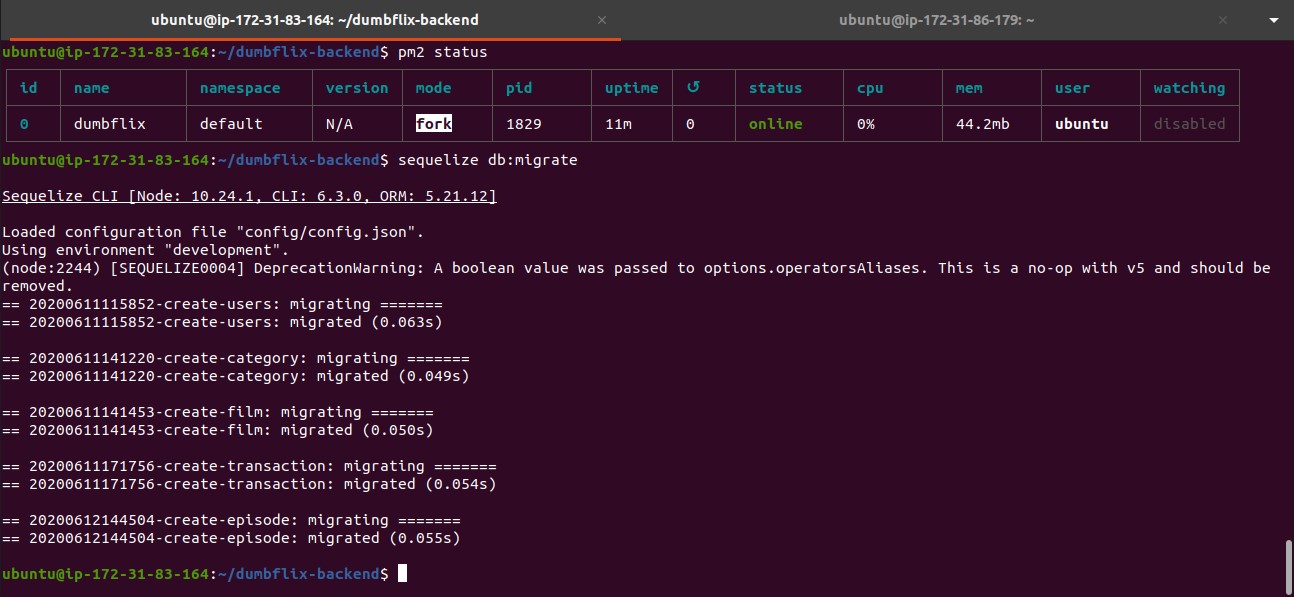 ubuntu@ip-172-31-83-164: ~/dumbflix-backend × ubuntu@ip-172-31-86-179: ~ ×
ubuntu@ip-172-31-83-164:~/dumbflix-backend$ pm2 status
id name namespace version mode pid uptime ↺ status cpu mem user watching
0 dumbflix default N/A fork 1829 11m 0 online 0% 44.2mb ubuntu disabled
ubuntu@ip-172-31-83-164:~/dumbflix-backend$ sequelize db:migrate
Sequelize CLI [Node: 10.24.1, CLI: 6.3.0, ORM: 5.21.12]
Loaded configuration file "config/config.json".
Using environment "development".
(node:2244) [SEQUELIZE0004] DeprecationWarning: A boolean value was passed to options.operatorsAliases. This is a no-op with v5 and should be
removed.
== 20200611115852-create-users: migrating =======
== 20200611115852-create-users: migrated (0.063s)
== 20200611141220-create-category: migrating =======
== 20200611141220-create-category: migrated (0.049s)
== 20200611141453-create-film: migrating =======
== 20200611141453-create-film: migrated (0.050s)
== 20200611171756-create-transaction: migrating =======
== 20200611171756-create-transaction: migrated (0.054s)
== 20200612144504-create-episode: migrating =======
== 20200612144504-create-episode: migrated (0.055s)
ubuntu@ip-172-31-83-164:~/dumbflix-backend$